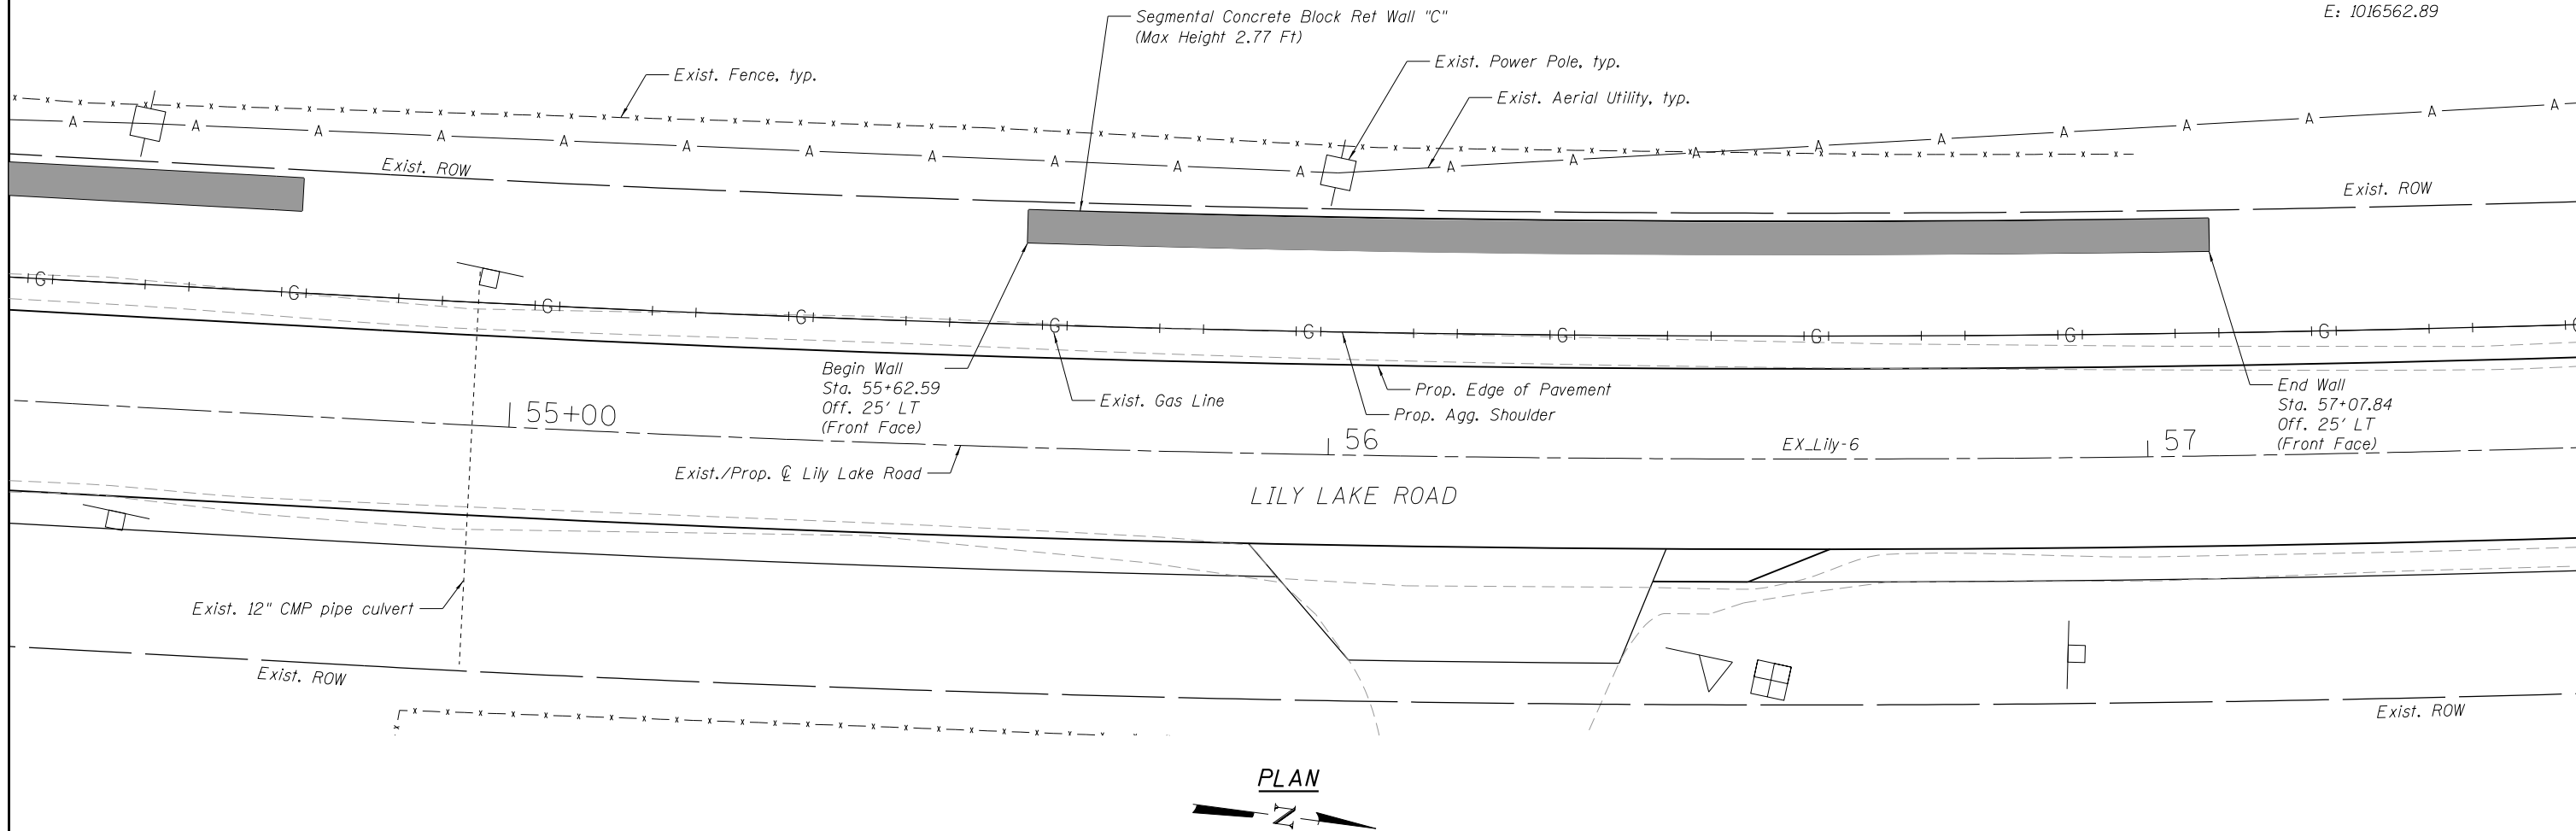 E: 1016562.89
Segmental Concrete Block Ret Wall "C"
(Max Height 2.77 Ft)
Exist. Fence, typ.
Exist. Power Pole, typ.
Exist. Aerial Utility, typ.
A A A A A A A A A A A A A A A A A A A A A
Exist. ROW
Exist. ROW
G G G G G G G G G G G
Begin Wall
Sta. 55+62.59
Off. 25' LT
(Front Face)
Exist. Gas Line
Prop. Edge of Pavement
Prop. Agg. Shoulder
End Wall
Sta. 57+07.84
Off. 25' LT
(Front Face)
55+00
56
EX_Lily-6
57
Exist./Prop. ℄ Lily Lake Road
LILY LAKE ROAD
Exist. 12" CMP pipe culvert
Exist. ROW
Exist. ROW
PLAN
N